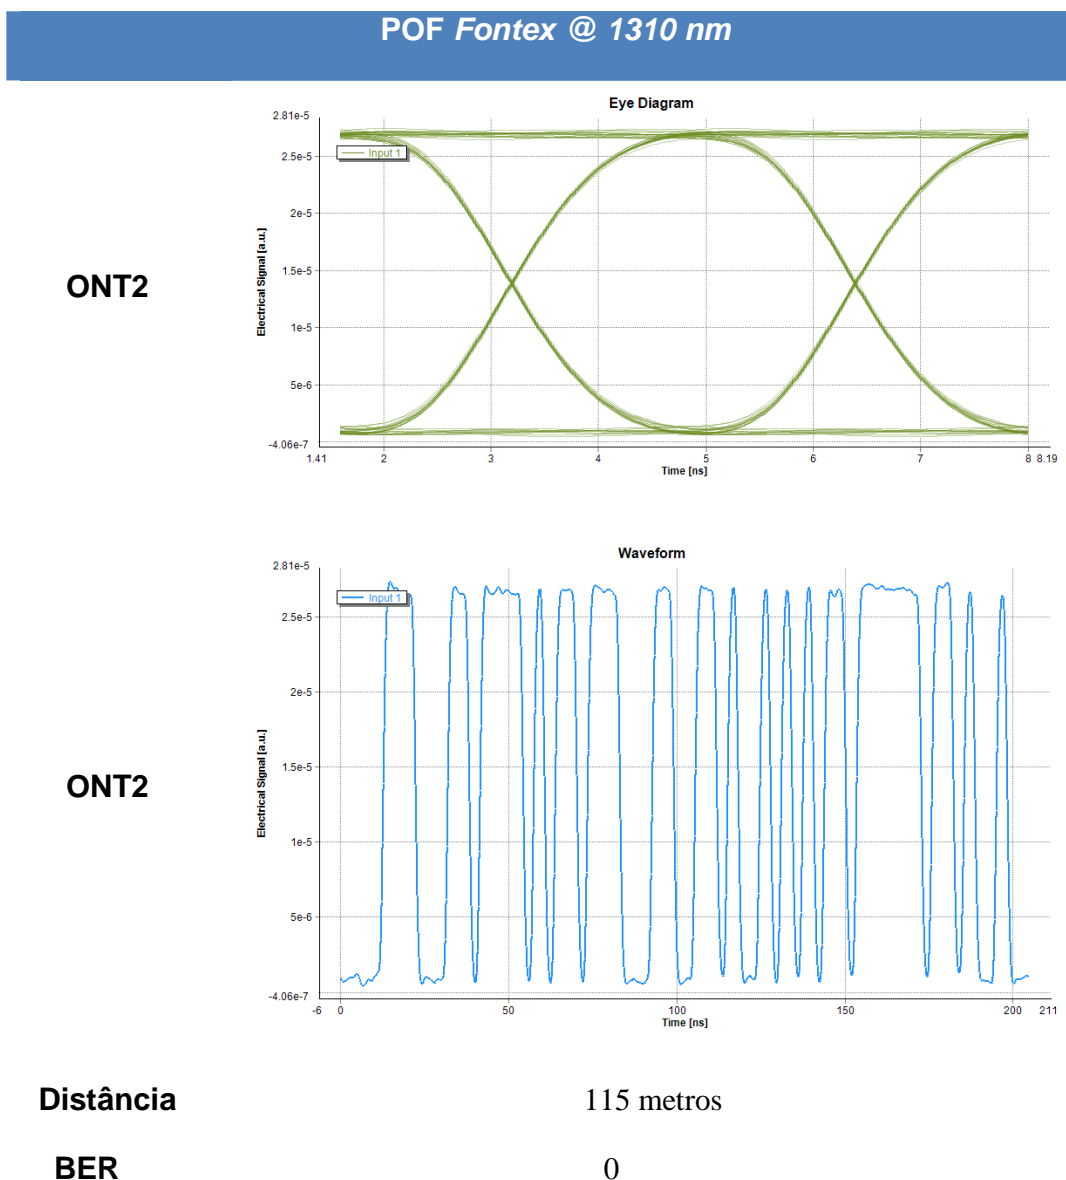 POF Fontex @ 1310 nm
Eye Diagram
2.81e-5
Input 1
2.5e-5
2e-5
ONT2
1.5e-5
Electrical Signal [a.u.]
1e-5
5e-6
-4.06e-7
1.41 2 3 4 5 6 7 8 8.19
Time [ns]
Waveform
2.81e-5
Input 1
2.5e-5
2e-5
ONT2
1.5e-5
Electrical Signal [a.u.]
1e-5
5e-6
-4.06e-7
-6 0 50 100 150 200 211
Time [ns]
Distância 115 metros
BER 0